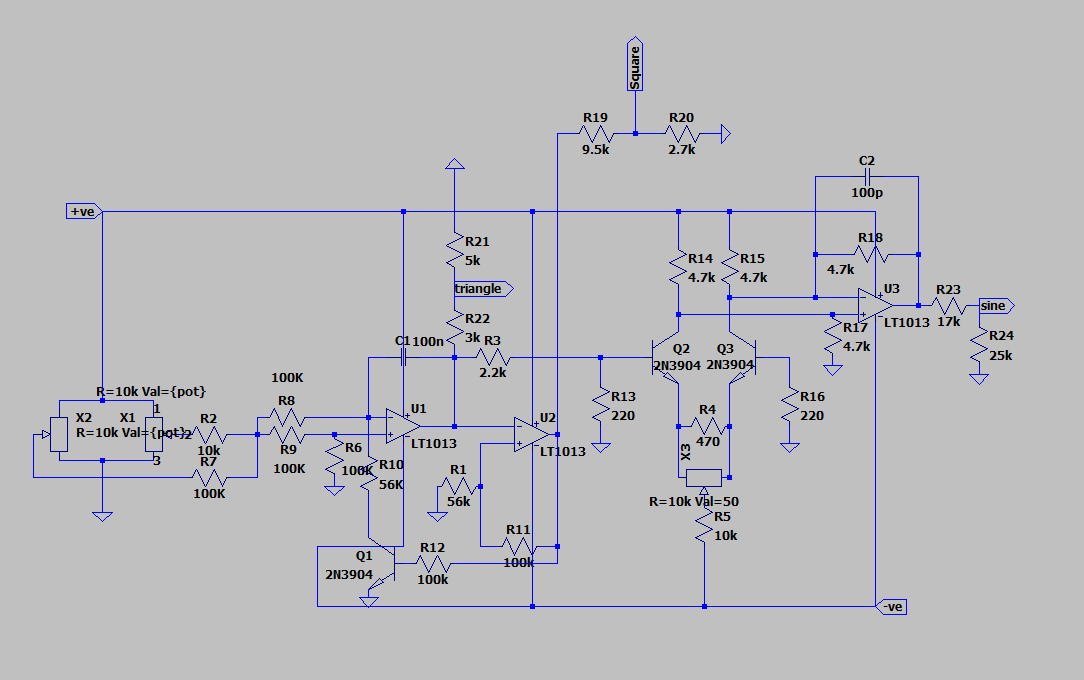 Square
R19
9.5k
R20
2.7k
C2
100p
+ve
R21
5k
triangle
R22
3k
C1
100n
R3
2.2k
R14
4.7k
R15
4.7k
R18
4.7k
U3
LT1013
R23
17k
sine
R24
25k
R17
4.7k
Q2
2N3904
Q3
2N3904
R=10k Val={pot}
1
X2
X1
R=10k Val={pot}
2
3
R2
10k
R7
100K
100K
R8
R9
100K
R6
100K
R10
56K
U1
LT1013
U2
LT1013
R1
56k
R11
100k
R12
100k
Q1
2N3904
R13
220
R4
470
R16
220
X3
R=10k Val=50
R5
10k
-ve